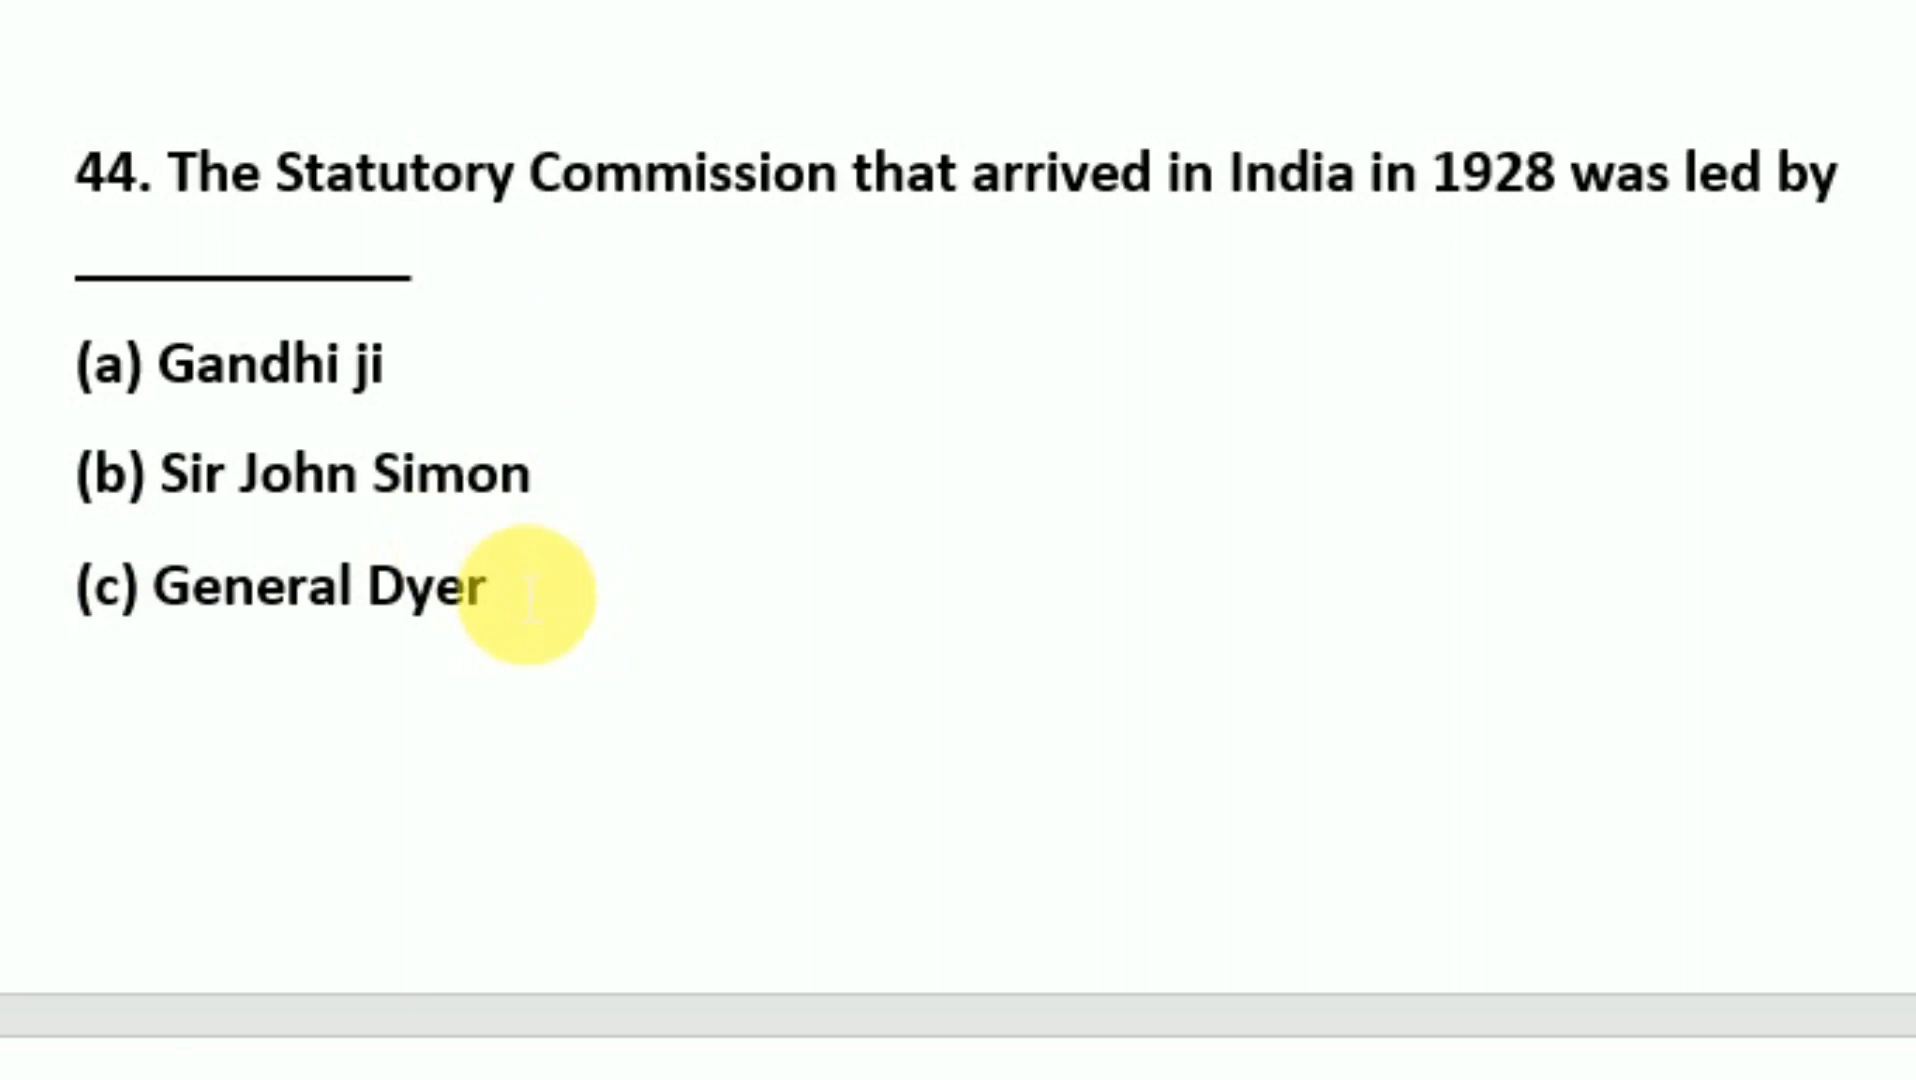 44. The Statutory Commission that arrived in India in 1928 was led by
____________
(a) Gandhi ji
(b) Sir John Simon
(c) General Dyer